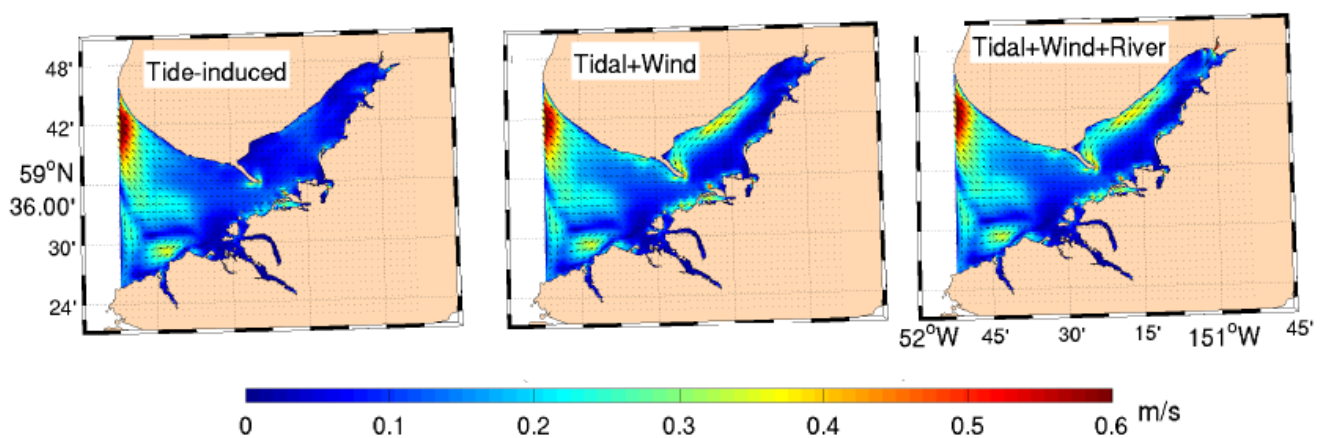 Tide-induced
Tidal+Wind
Tidal+Wind+River
48'
42'
59°N
36.00'
30'
24'
52°W 45' 30' 15' 151°W 45'
0 0.1 0.2 0.3 0.4 0.5 0.6 m/s